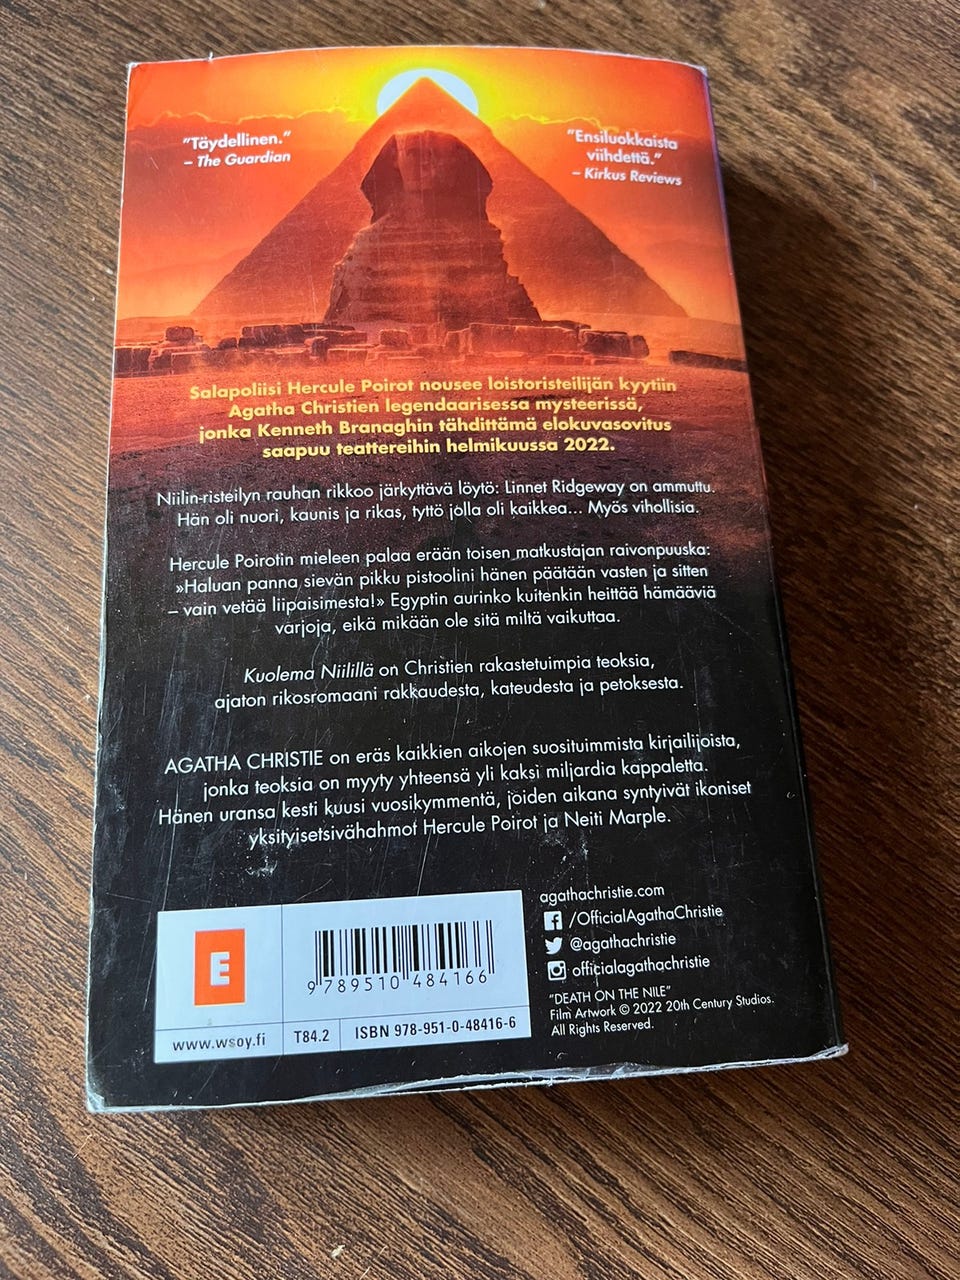 ”Täydellinen.”
– The Guardian
”Ensiluokkaista
viihdettä.”
– Kirkus Reviews
Salapoliisi Hercule Poirot nousee loistoristeilijän kyytiin
Agatha Christien legendaarisessa mysteerissä,
jonka Kenneth Branaghin tähdittämä elokuvasovitus
saapuu teattereihin helmikuussa 2022.
Niilin-risteilyn rauhan rikkoo järkyttävä löytö: Linnet Ridgeway on ammuttu.
Hän oli nuori, kaunis ja rikas, tyttö jolla oli kaikkea... Myös vihollisia.
Hercule Poirotin mieleen palaa erään toisen matkustajan raivonpuuska:
»Haluan panna sievän pikku pistoolini hänen päätään vasten ja sitten
– vain vetää liipaisimesta!» Egyptin aurinko kuitenkin heittää hämääviä
varjoja, eikä mikään ole sitä miltä vaikuttaa.
Kuolema Niilillä on Christien rakastetuimpia teoksia,
ajaton rikosromaani rakkaudesta, kateudesta ja petoksesta.
AGATHA CHRISTIE on eräs kaikkien aikojen suosituimmista kirjailijoista,
jonka teoksia on myyty yhteensä yli kaksi miljardia kappaletta.
Hänen uransa kesti kuusi vuosikymmentä, joiden aikana syntyivät ikoniset
yksityisetsivähahmot Hercule Poirot ja Neiti Marple.
agathachristie.com
/OfficialAgathaChristie
@agathachristie
officialagathachristie
”DEATH ON THE NILE”
Film Artwork © 2022 20th Century Studios.
All Rights Reserved.
E
9 789510 484166
www.wsoy.fi
T84.2
ISBN 978-951-0-48416-6